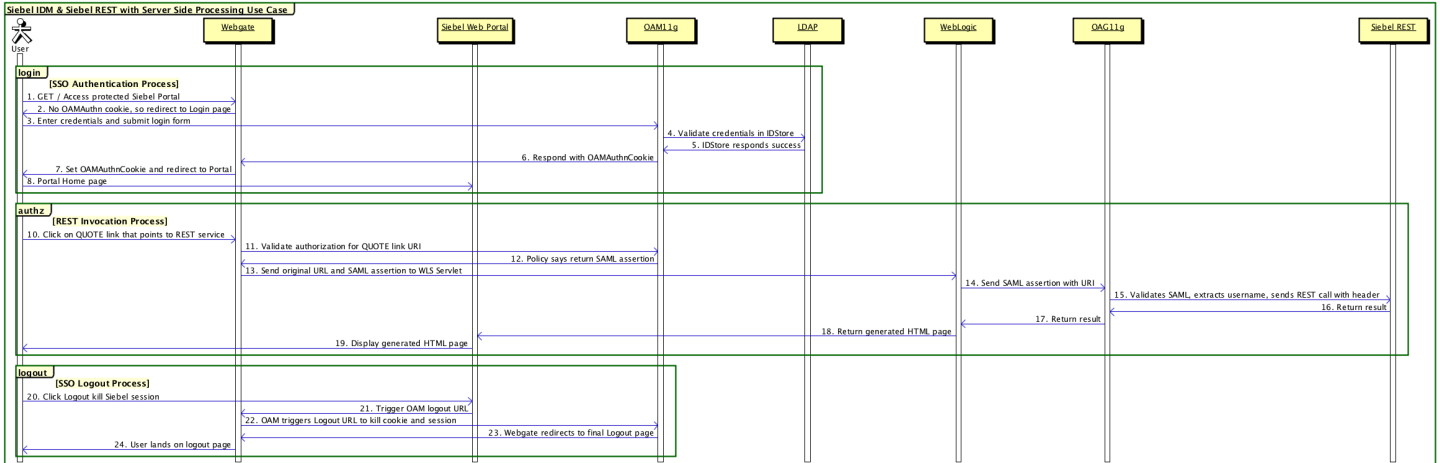 Siebel IDM & Siebel REST with Server Side Processing Use Case
User
Webgate
Siebel Web Portal
OAM11g
LDAP
WebLogic
OAG11g
Siebel REST
login
[SSO Authentication Process]
1. GET / Access protected Siebel Portal
2. No OAMAuthn cookie, so redirect to Login page
3. Enter credentials and submit login form
4. Validate credentials in IDStore
5. IDStore responds success
6. Respond with OAMAuthnCookie
7. Set OAMAuthnCookie and redirect to Portal
8. Portal Home page
authz
[REST Invocation Process]
10. Click on QUOTE link that points to REST service
11. Validate authorization for QUOTE link URI
12. Policy says return SAML assertion
13. Send original URL and SAML assertion to WLS Servlet
14. Send SAML assertion with URI
15. Validates SAML, extracts username, sends REST call with header
16. Return result
17. Return result
18. Return generated HTML page
19. Display generated HTML page
logout
[SSO Logout Process]
20. Click Logout kill Siebel session
21. Trigger OAM logout URL
22. OAM triggers Logout URL to kill cookie and session
23. Webgate redirects to final Logout page
24. User lands on logout page